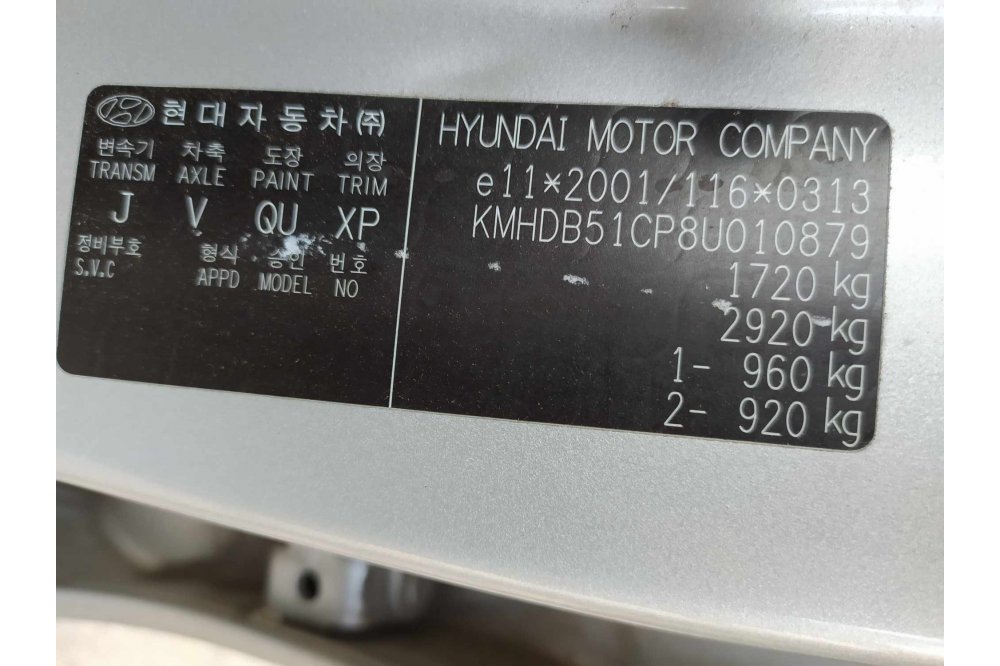 현대자동차㈜
변속기 차축 도장 의장
TRANSM AXLE PAINT TRIM
J V QU XP
정비부호 형식 승인 번호
S.V.C APPD MODEL NO
HYUNDAI MOTOR COMPANY
e11*2001/116*0313
KMHDB51CP8U010879
1720 kg
2920 kg
1- 960 kg
2- 920 kg